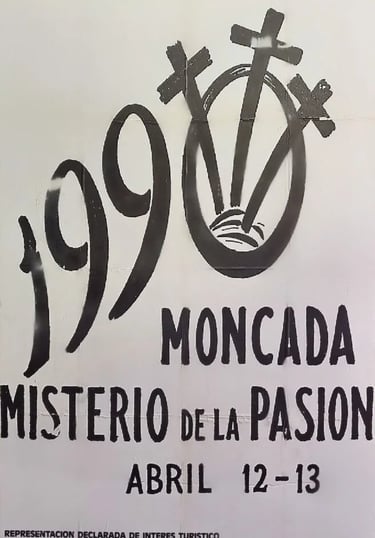 1990
MONCADA
MISTERIO DE LA PASION
ABRIL 12-13
REPRESENTACION DECLARADA DE INTERES TURISTICO